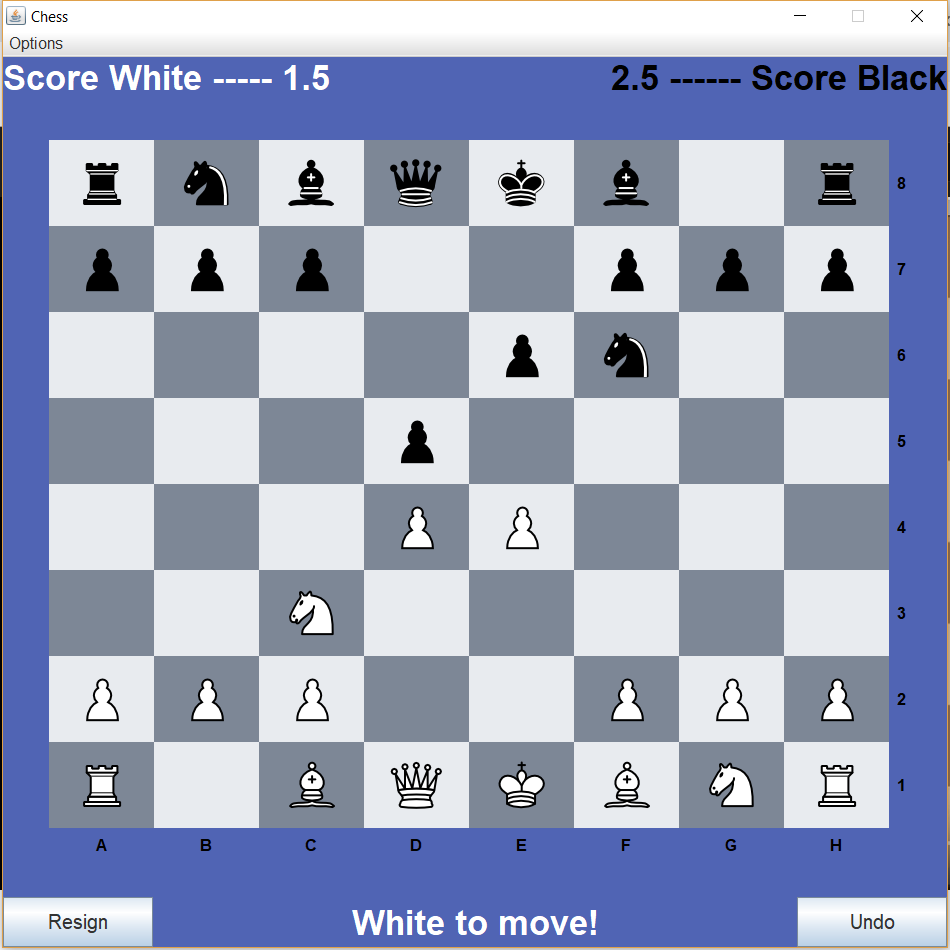 Chess
Options
Score White ----- 1.5
2.5 ------ Score Black
8
7
6
5
4
3
2
1
A B C D E F G H
Resign
White to move!
Undo